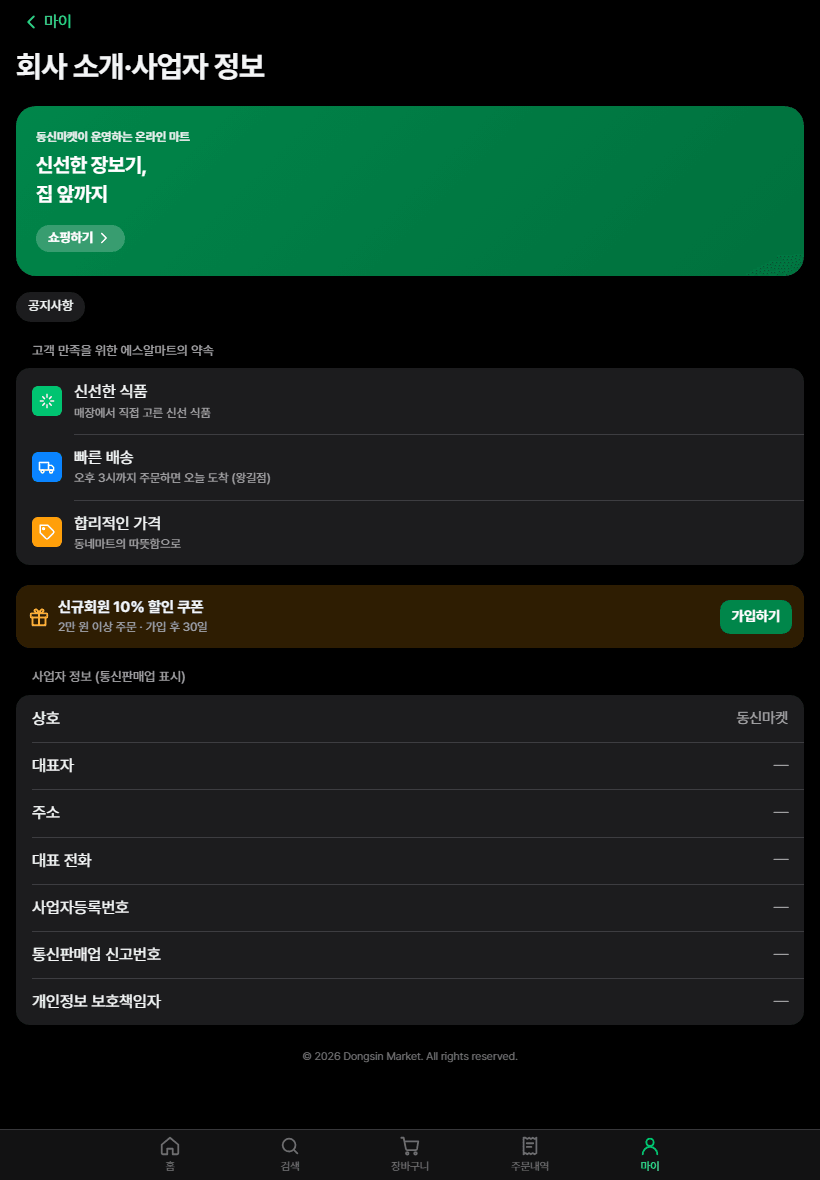 마이
회사 소개·사업자 정보
동신마켓이 운영하는 온라인 마트
신선한 장보기,
집 앞까지
쇼핑하기
공지사항
고객 만족을 위한 에스알마트의 약속
신선한 식품
매장에서 직접 고른 신선 식품
빠른 배송
오후 3시까지 주문하면 오늘 도착 (왕길점)
합리적인 가격
동네마트의 따뜻함으로
신규회원 10% 할인 쿠폰
2만 원 이상 주문 · 가입 후 30일
가입하기
사업자 정보 (통신판매업 표시)
상호 동신마켓
대표자 —
주소 —
대표 전화 —
사업자등록번호 —
통신판매업 신고번호 —
개인정보 보호책임자 —
© 2026 Dongsin Market. All rights reserved.
홈 검색 장바구니 주문내역 마이